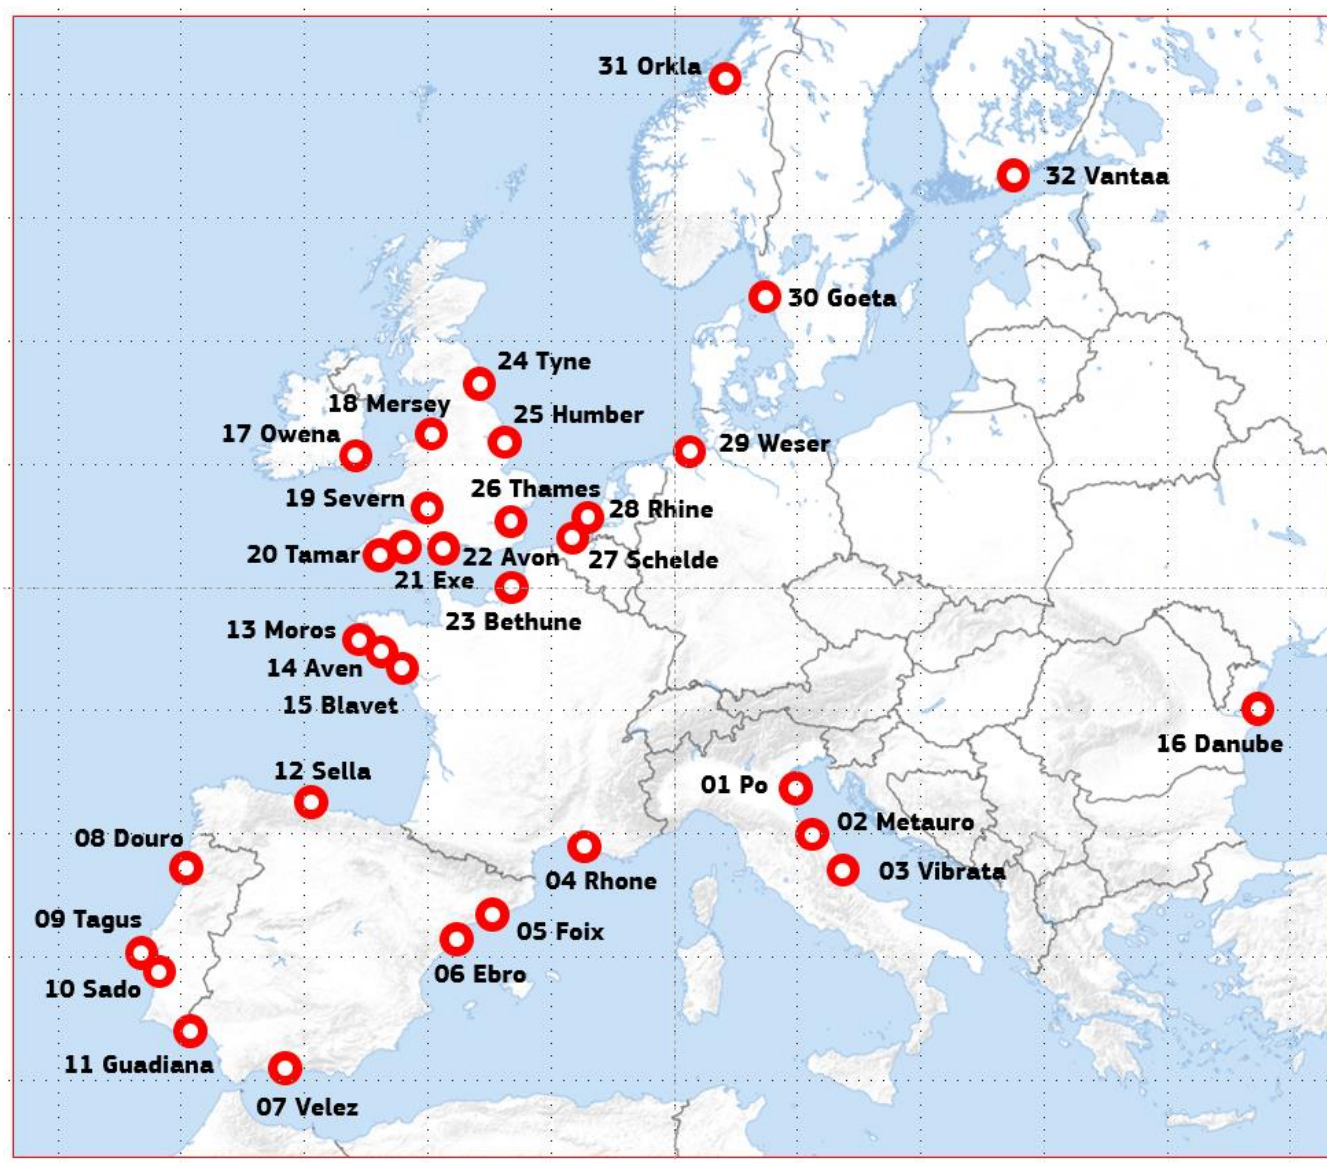 31 Orkla
32 Vantaa
30 Goeta
24 Tyne
18 Mersey
25 Humber
17 Owena
29 Weser
26 Thames
19 Severn
28 Rhine
20 Tamar
22 Avon
27 Schelde
21 Exe
23 Bethune
13 Moros
14 Aven
15 Blavet
16 Danube
12 Sella
01 Po
02 Metauro
08 Douro
03 Vibrata
04 Rhone
09 Tagus
05 Foix
06 Ebro
10 Sado
11 Guadiana
07 Velez